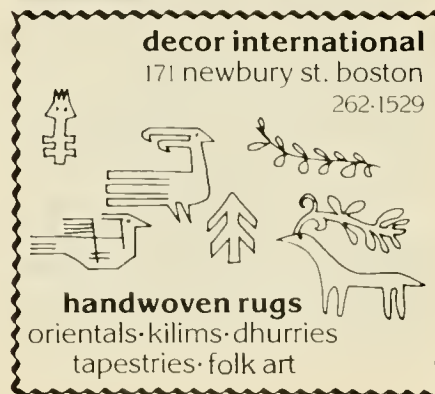 decor international
171 newbury st. boston
262·1529
handwoven rugs
orientals·kilims·dhurries
tapestries·folk art